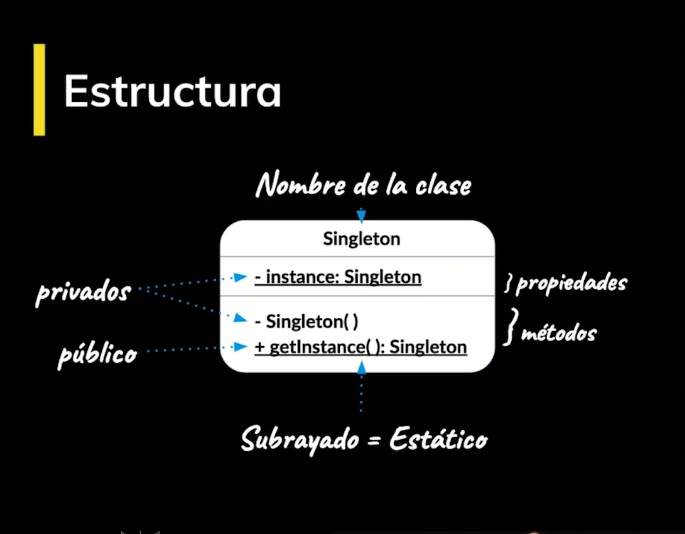 Estructura
Nombre de la clase
Singleton
privados
- instance: Singleton
} propiedades
- Singleton( )
} métodos
público
+ getInstance( ): Singleton
Subrayado = Estático